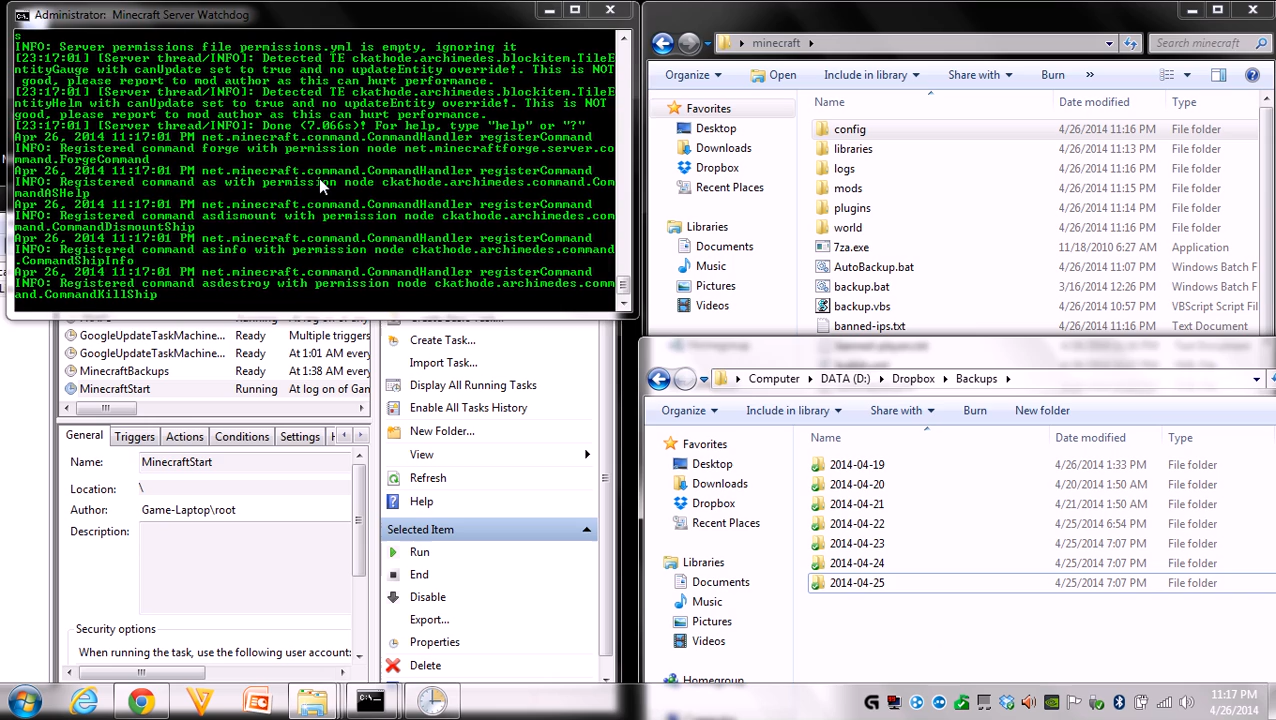 Administrator: Minecraft Server Watchdog
s
INFO: Server permissions file permissions.yml is empty, ignoring it
[23:17:01] [Server thread/INFO]: Detected TE ckathode.archimedes.blockitem.TileE
ntityGauge with canUpdate set to true and no updateEntity override!. This is NOT
good, please report to mod author as this can hurt performance.
[23:17:01] [Server thread/INFO]: Detected TE ckathode.archimedes.blockitem.TileE
ntityHelm with canUpdate set to true and no updateEntity override!. This is NOT
good, please report to mod author as this can hurt performance.
[23:17:01] [Server thread/INFO]: Done (7.066s)! For help, type "help" or "?"
Apr 26, 2014 11:17:01 PM net.minecraft.command.CommandHandler registerCommand
INFO: Registered command forge with permission node net.minecraftforge.server.co
mmand.ForgeCommand
Apr 26, 2014 11:17:01 PM net.minecraft.command.CommandHandler registerCommand
INFO: Registered command as with permission node ckathode.archimedes.command.Com
mandASHelp
Apr 26, 2014 11:17:01 PM net.minecraft.command.CommandHandler registerCommand
INFO: Registered command asdismount with permission node ckathode.archimedes.com
mand.CommandDismountShip
Apr 26, 2014 11:17:01 PM net.minecraft.command.CommandHandler registerCommand
INFO: Registered command asinfo with permission node ckathode.archimedes.command
.CommandShipInfo
Apr 26, 2014 11:17:01 PM net.minecraft.command.CommandHandler registerCommand
INFO: Registered command asdestroy with permission node ckathode.archimedes.comm
and.CommandKillShip
GoogleUpdateTaskMachine... Ready Multiple triggers
GoogleUpdateTaskMachine... Ready At 1:01 AM every
MinecraftBackups Ready At 1:38 AM every
MinecraftStart Running At log on of Gam
General Triggers Actions Conditions Settings
Name: MinecraftStart
Location: \
Author: Game-Laptop\root
Description:
Security options
When running the task, use the following user account:
Create Task...
Import Task...
Display All Running Tasks
Enable All Tasks History
New Folder...
View
Refresh
Help
Selected Item
Run
End
Disable
Export...
Properties
Delete
minecraft
Search minecraft
Organize Open Include in library Share with Burn »
Favorites
Desktop
Downloads
Dropbox
Recent Places
Libraries
Documents
Music
Pictures
Videos
Name Date modified Type
config 4/26/2014 11:16 PM File folder
libraries 4/26/2014 11:16 PM File folder
logs 4/26/2014 11:16 PM File folder
mods 4/26/2014 11:16 PM File folder
plugins 4/26/2014 11:16 PM File folder
world 4/26/2014 11:17 PM File folder
7za.exe 11/18/2010 6:27 AM Application
AutoBackup.bat 4/26/2014 11:07 PM Windows Batch F
backup.bat 3/16/2014 12:26 PM Windows Batch F
backup.vbs 4/26/2014 10:57 PM VBScript Script Fi
banned-ips.txt 4/26/2014 11:16 PM Text Document
Computer DATA (D:) Dropbox Backups
Organize Include in library Share with Burn New folder
Favorites
Desktop
Downloads
Dropbox
Recent Places
Libraries
Documents
Music
Pictures
Videos
Homegroup
Name Date modified Type
2014-04-19 4/26/2014 1:33 PM File folder
2014-04-20 4/20/2014 1:50 AM File folder
2014-04-21 4/21/2014 1:50 AM File folder
2014-04-22 4/25/2014 6:54 PM File folder
2014-04-23 4/25/2014 7:07 PM File folder
2014-04-24 4/25/2014 7:07 PM File folder
2014-04-25 4/25/2014 7:07 PM File folder
11:17 PM
4/26/2014